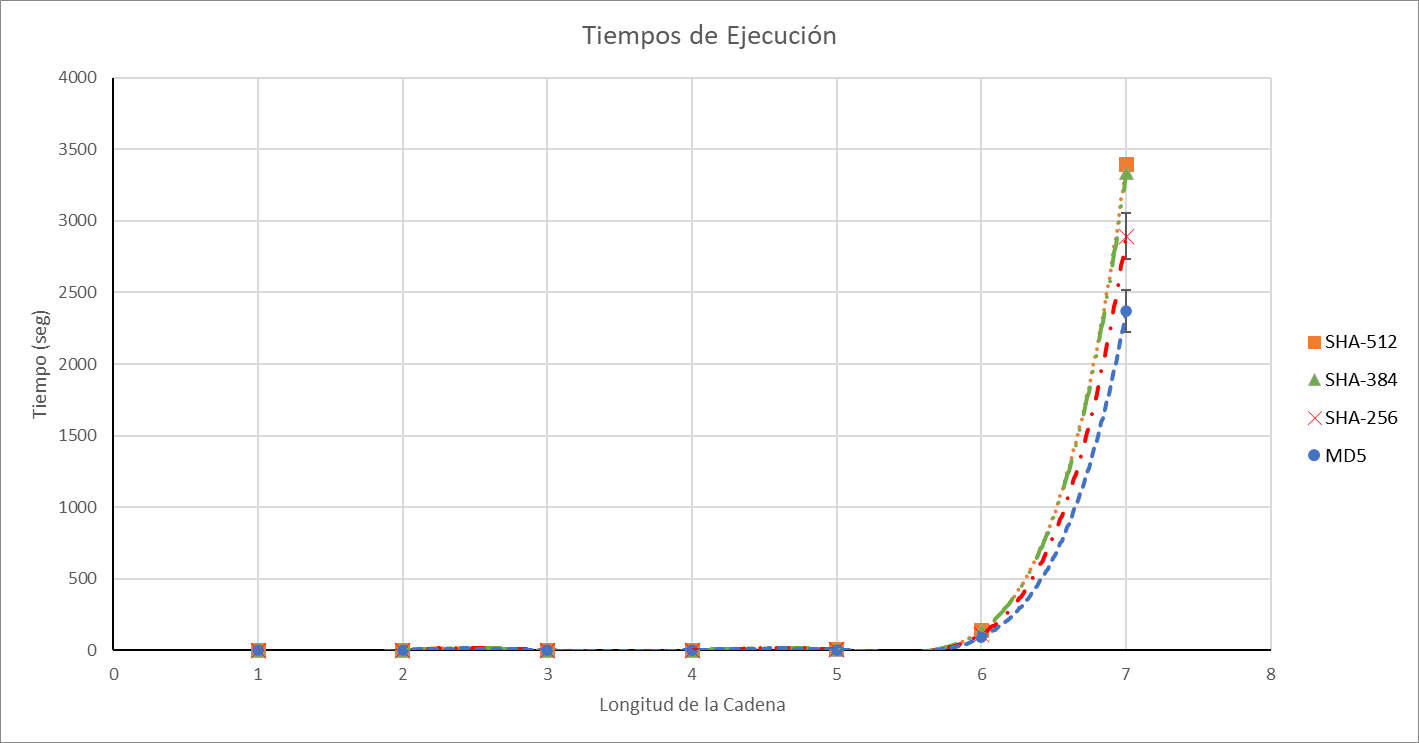 Tiempos de Ejecución
4000
3500
3000
2500
2000
1500
1000
500
0
Tiempo (seg)
0 1 2 3 4 5 6 7 8
Longitud de la Cadena
SHA-512
SHA-384
SHA-256
MD5